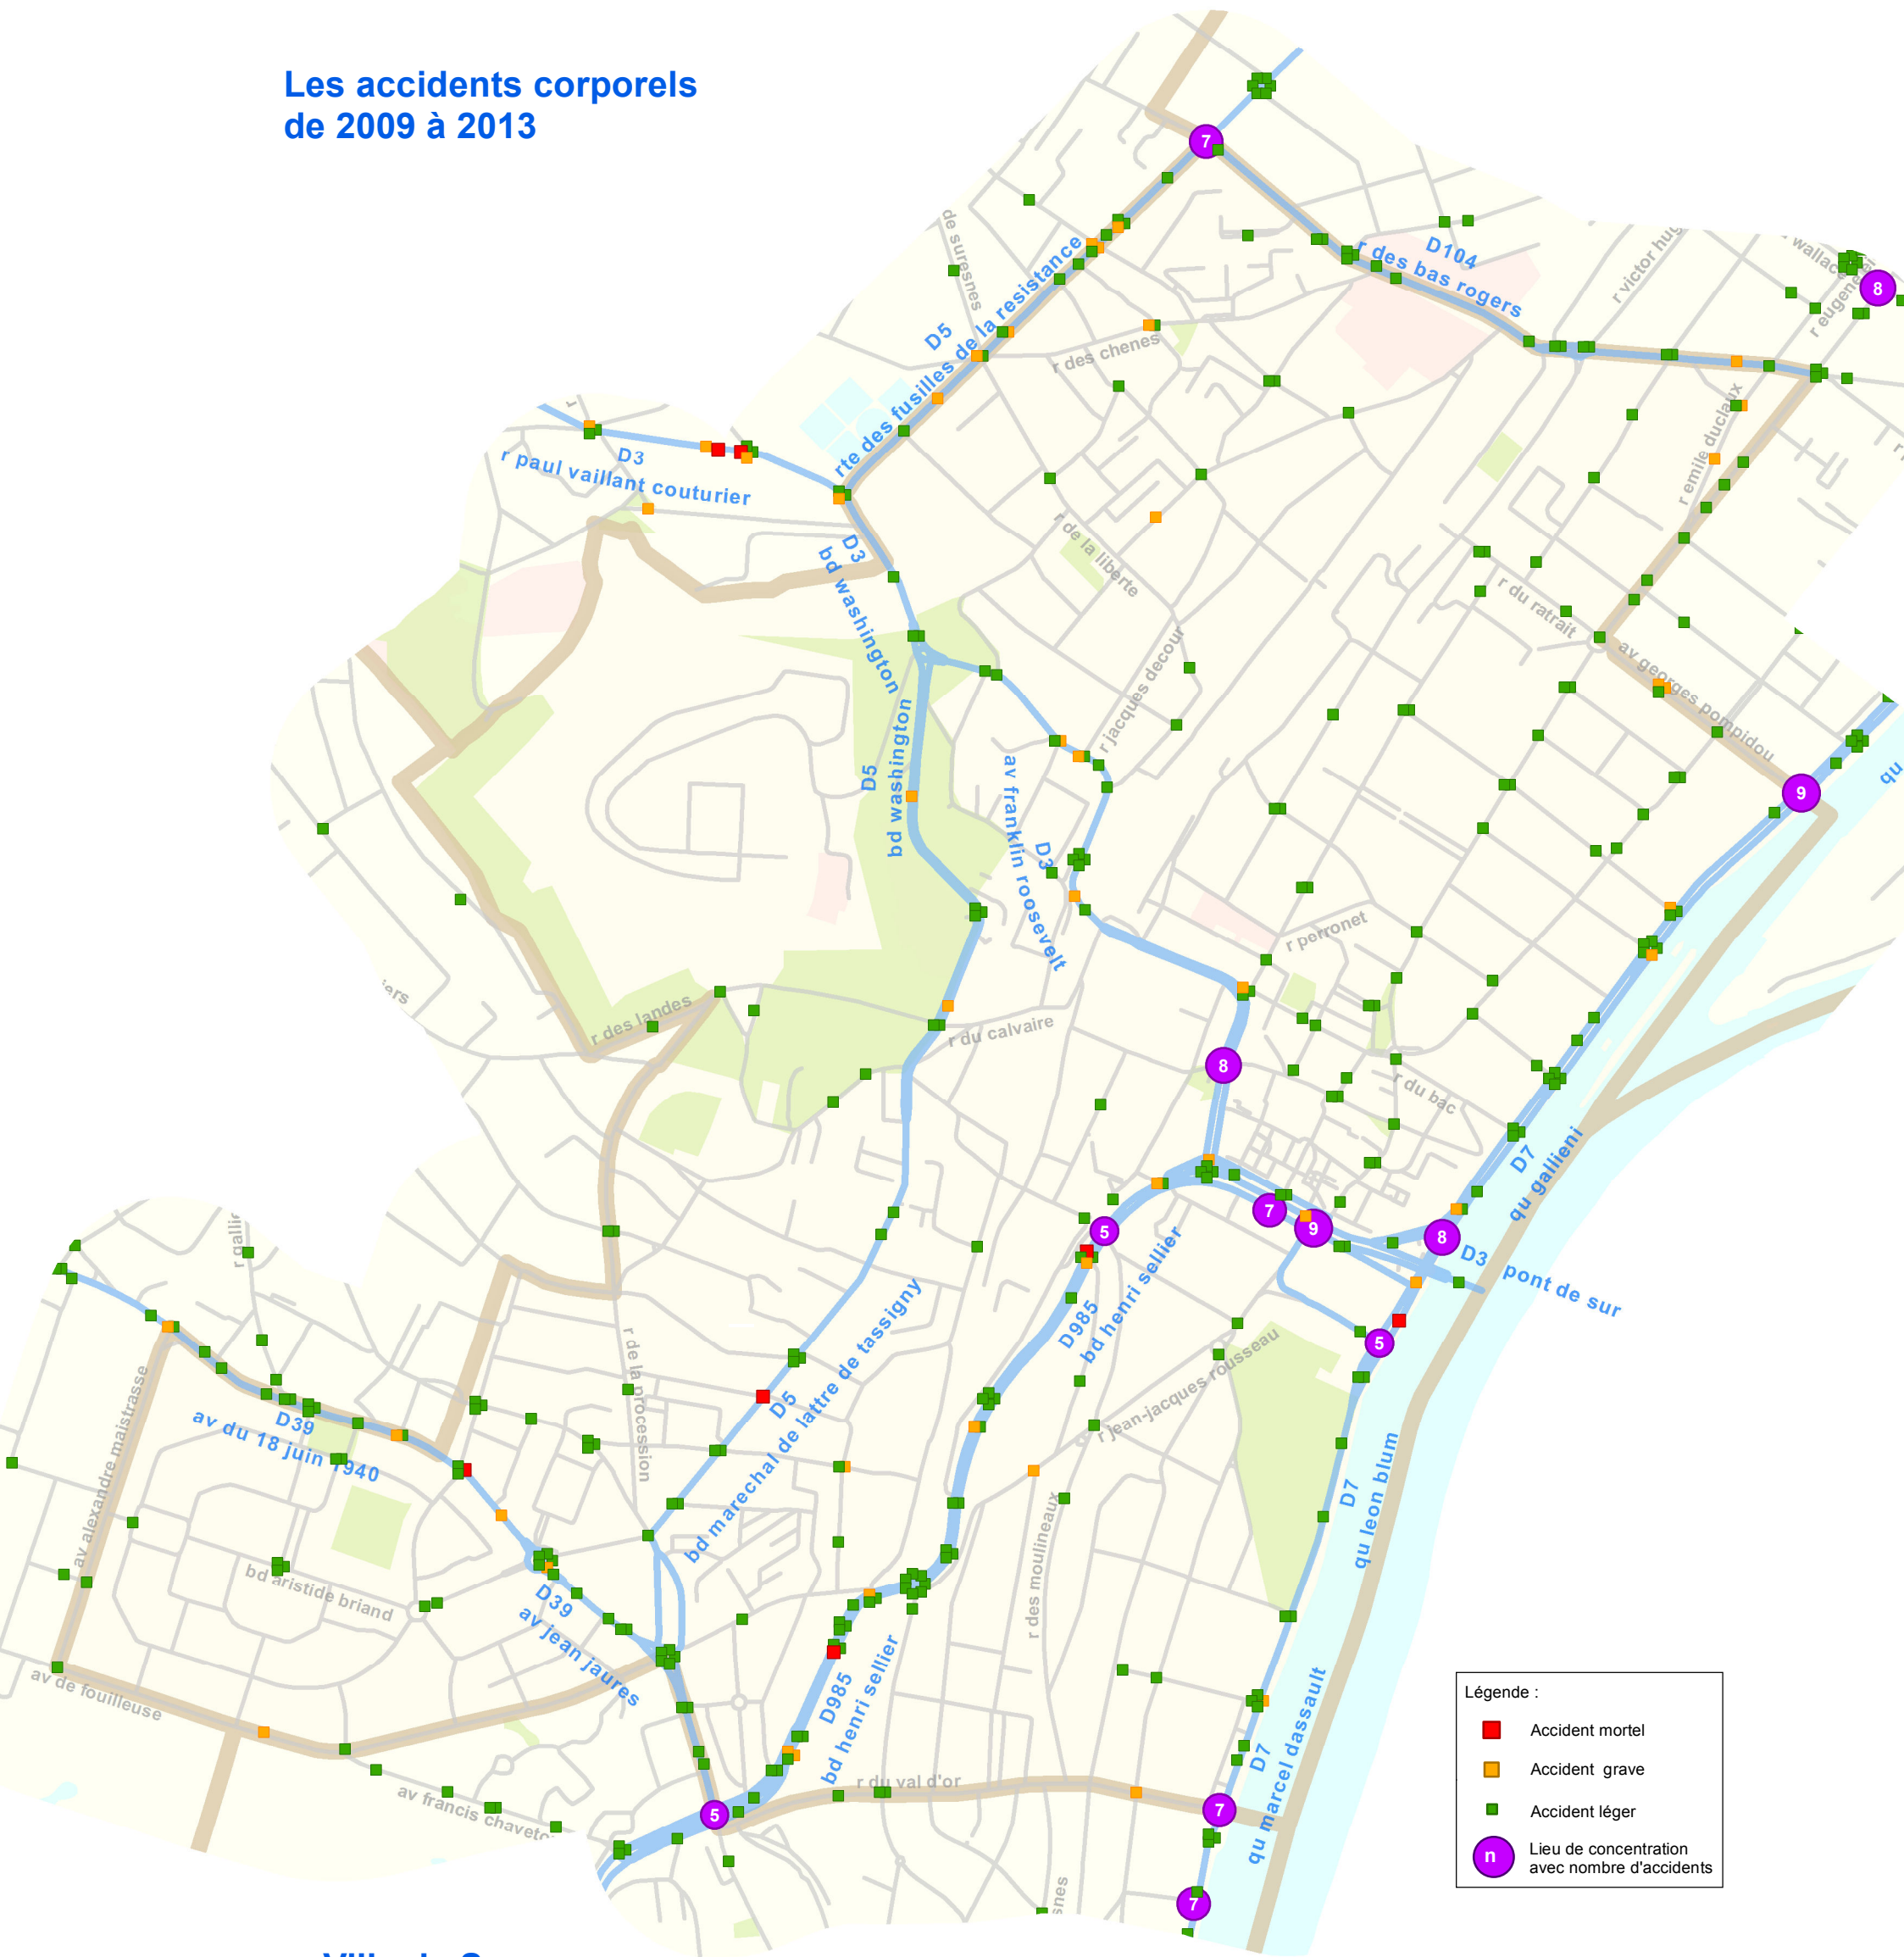 Les accidents corporels
de 2009 à 2013
7
de suresnes
D104
r des bas rogers
r victor hug
wallace
r eugene
8
D5
rte des fusilles de la resistance
r des chenes
D3
r paul vaillant couturier
r emile duclaux
D3
bd washington
r de la liberte
r du ratrait
av georges pompidou
r jacques decour
D5
bd washington
av franklin roosevelt
D3
9
qu
r perronet
r des landes
r du calvaire
8
r du bac
D7
qu gallieni
7
9
5
8
D3 pont de sur
D985
bd henri sellier
5
r jean-jacques rousseau
r de la procession
D5
bd marechal de lattre de tassigny
av alexandre maistrasse
D39
av du 18 juin 1940
D7
qu leon blum
r des moulineaux
bd aristide briand
D39
av jean jaures
av de fouilleuse
D985
bd henri sellier
D7
qu marcel dassault
r du val d'or
av francis chaveto
5
7
7
snes
Légende :
Accident mortel
Accident grave
Accident léger
n Lieu de concentration
avec nombre d'accidents